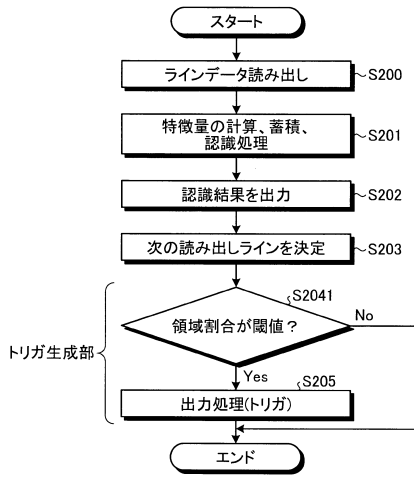 スタート
ラインデータ読み出し
S200
特徴量の計算、蓄積、
認識処理
S201
認識結果を出力
S202
次の読み出しラインを決定
S203
S2041
領域割合が閾値？
No
トリガ生成部
Yes
S205
出力処理(トリガ)
エンド